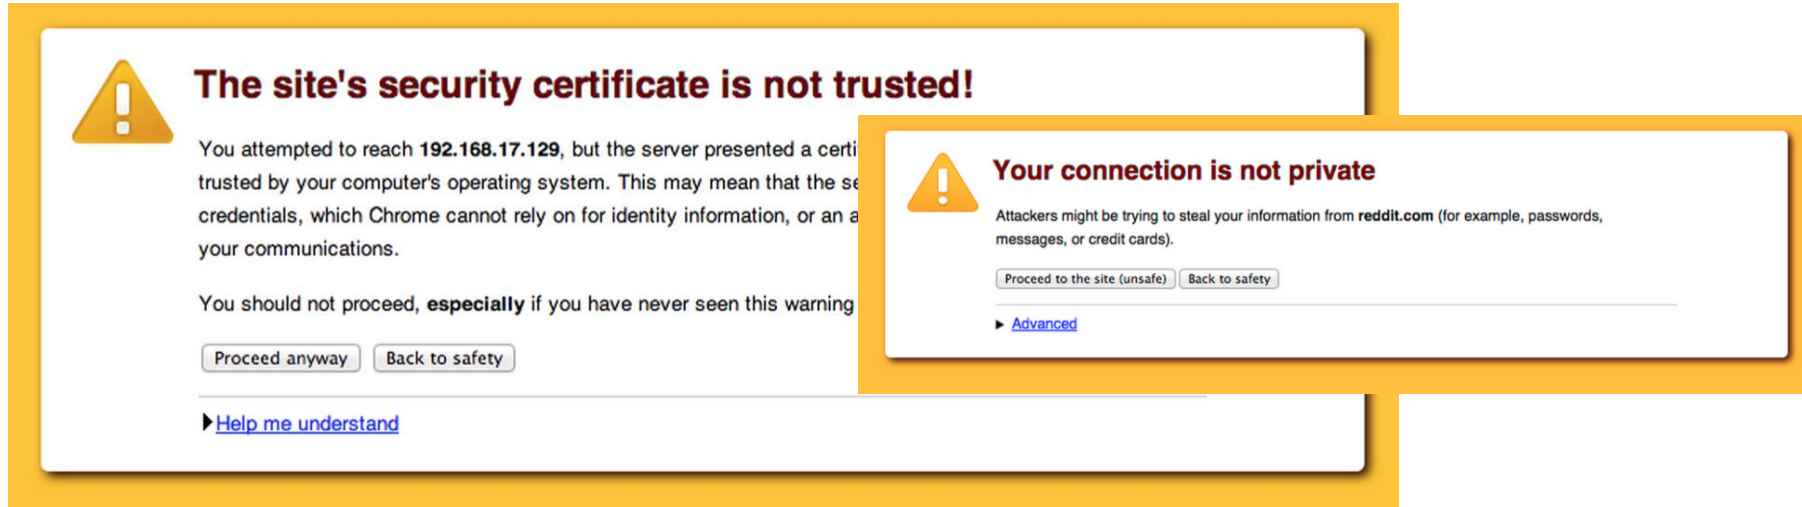 The site's security certificate is not trusted!
You attempted to reach 192.168.17.129, but the server presented a certi
trusted by your computer's operating system. This may mean that the se
credentials, which Chrome cannot rely on for identity information, or an a
your communications.
You should not proceed, especially if you have never seen this warning
Proceed anyway Back to safety
Help me understand
Your connection is not private
Attackers might be trying to steal your information from reddit.com (for example, passwords,
messages, or credit cards).
Proceed to the site (unsafe) Back to safety
Advanced